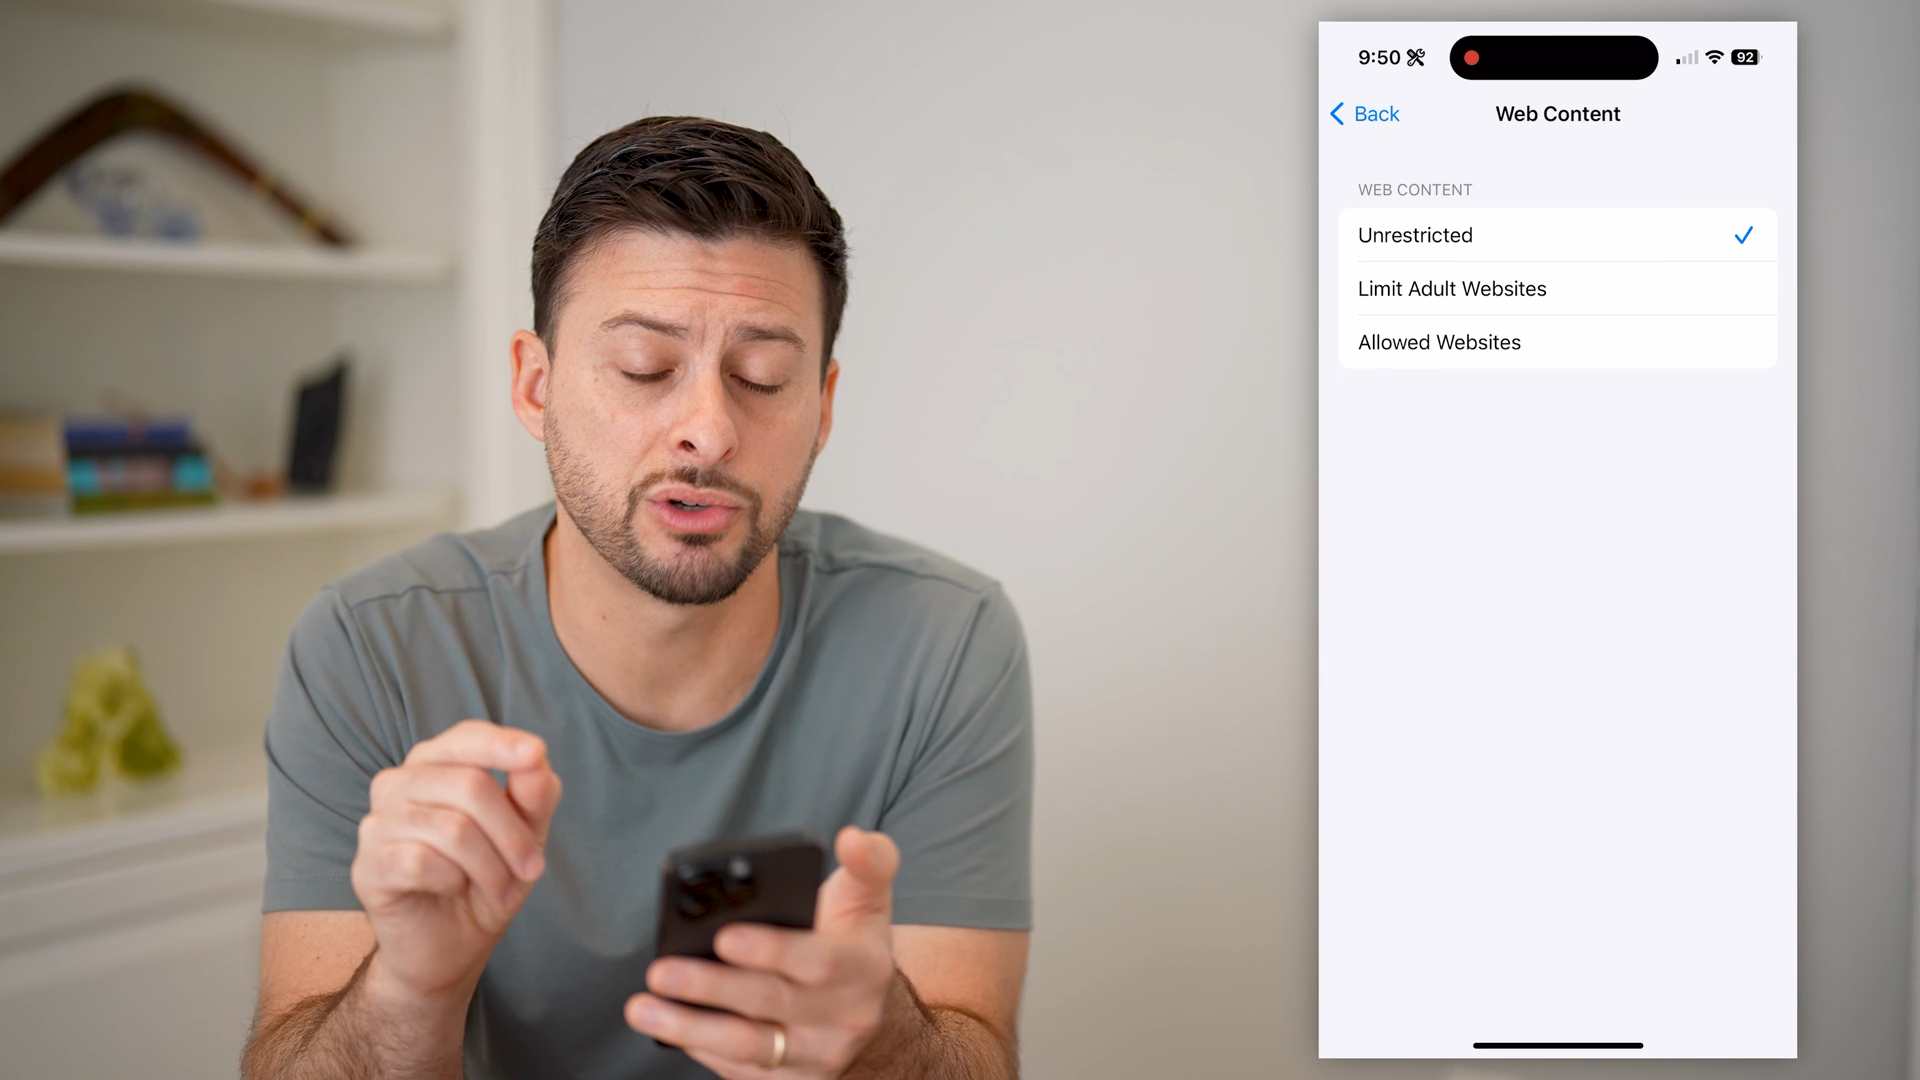 9:50
92
Back
Web Content
WEB CONTENT
Unrestricted
Limit Adult Websites
Allowed Websites